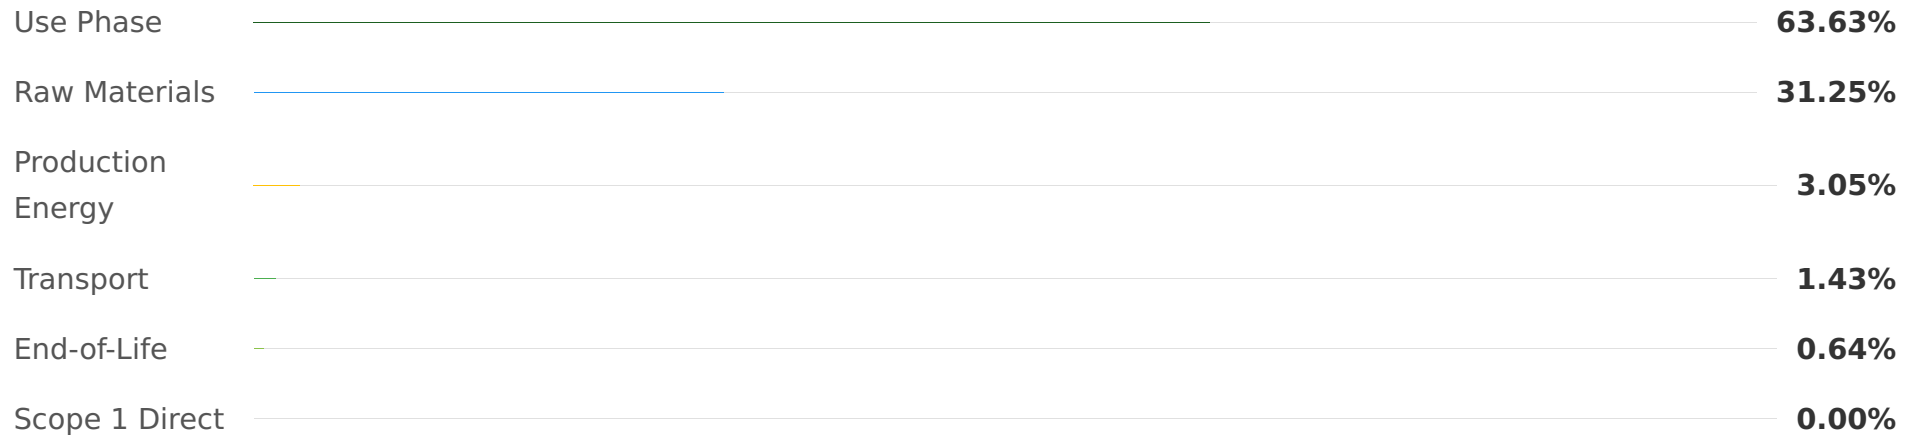 Use Phase 63.63%
Raw Materials 31.25%
Production
Energy 3.05%
Transport 1.43%
End-of-Life 0.64%
Scope 1 Direct 0.00%